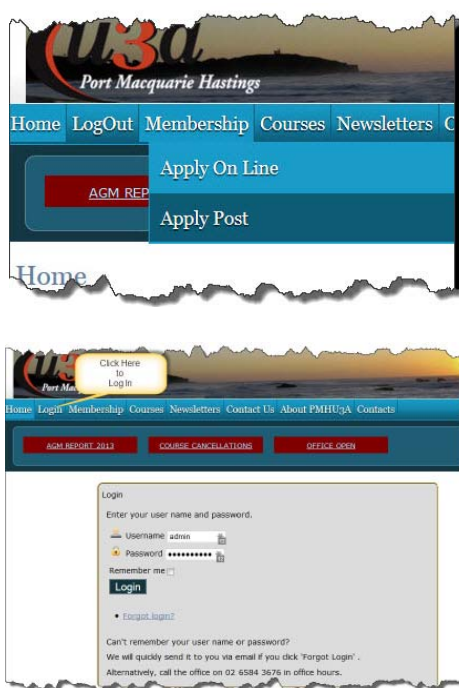 u3a
Port Macquarie Hastings
Home LogOut Membership Courses Newsletters C
Apply On Line
AGM REP
Apply Post
Home
Click Here
to
Log In
Port Mac
Home Login Membership Courses Newsletters Contact Us About PMHU3A Contacts
AGM REPORT 2013 COURSE CANCELLATIONS OFFICE OPEN
Login
Enter your user name and password.
Username admin
Password ••••••••••
Remember me
Login
• Forgot login?
Can't remember your user name or password?
We will quickly send it to you via email if you click 'Forgot Login' .
Alternatively, call the office on 02 6584 3676 in office hours.